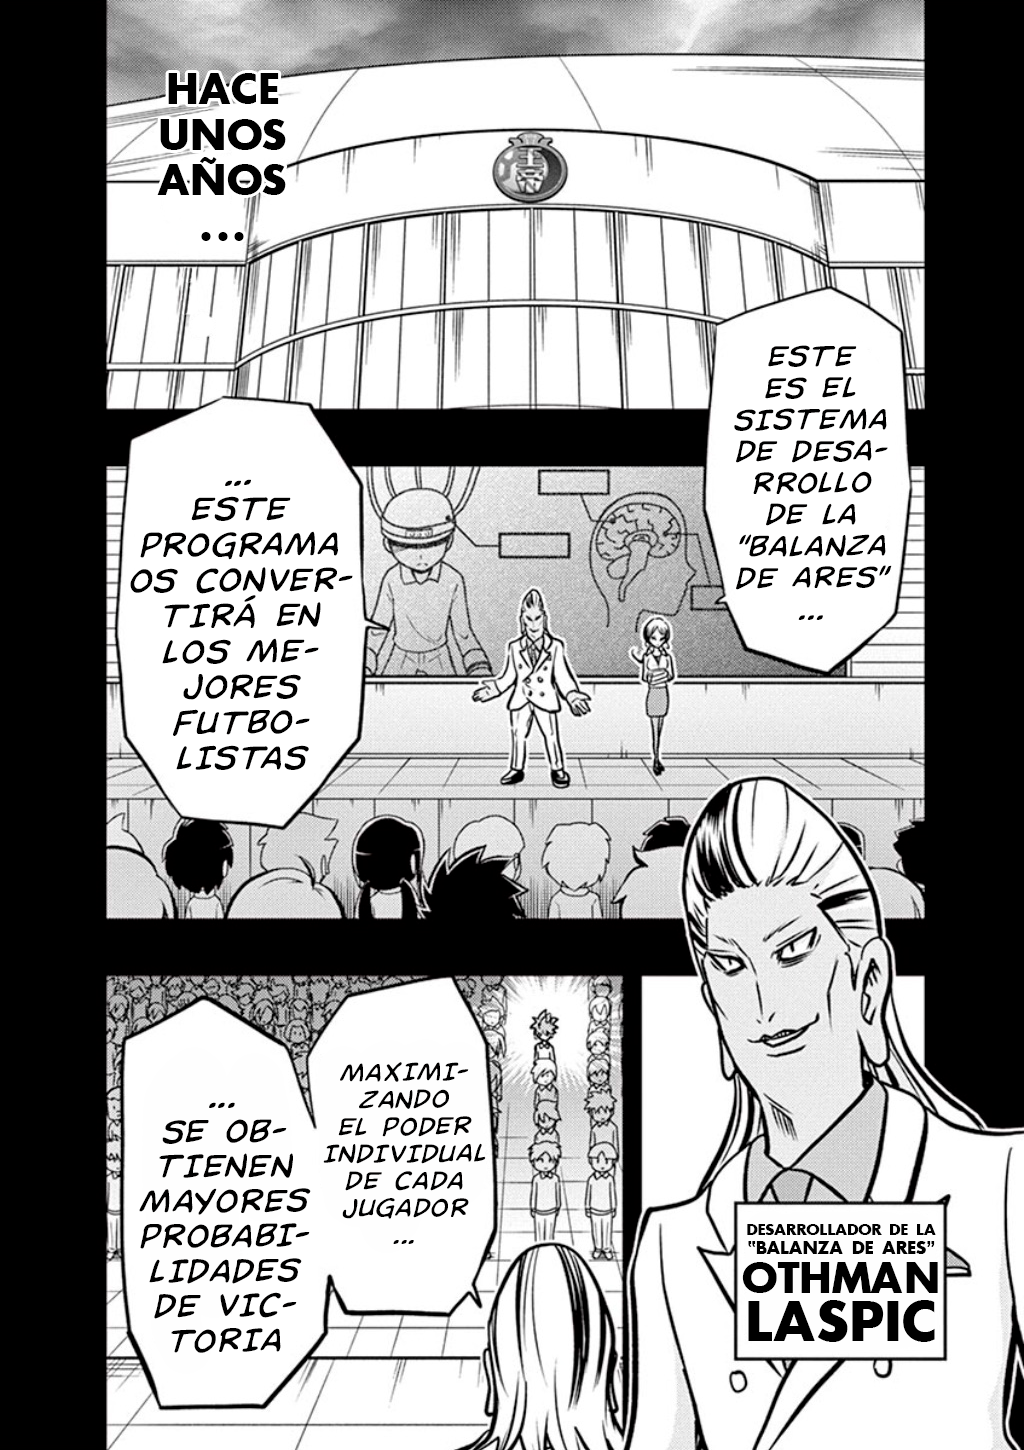 HACE
UNOS
AÑOS
...
ESTE
ES EL
SISTEMA
DE DESA-
RROLLO
DE LA
"BALANZA
DE ARES"
...
...
ESTE
PROGRAMA
OS CONVER-
TIRÁ EN
LOS ME-
JORES
FUTBO-
LISTAS
MAXIMI-
ZANDO
EL PODER
INDIVIDUAL
DE CADA
JUGADOR
...
...
SE OB-
TIENEN
MAYORES
PROBABI-
LIDADES
DE VIC-
TORIA
DESARROLLADOR DE LA
"BALANZA DE ARES"
OTHMAN
LASPIC